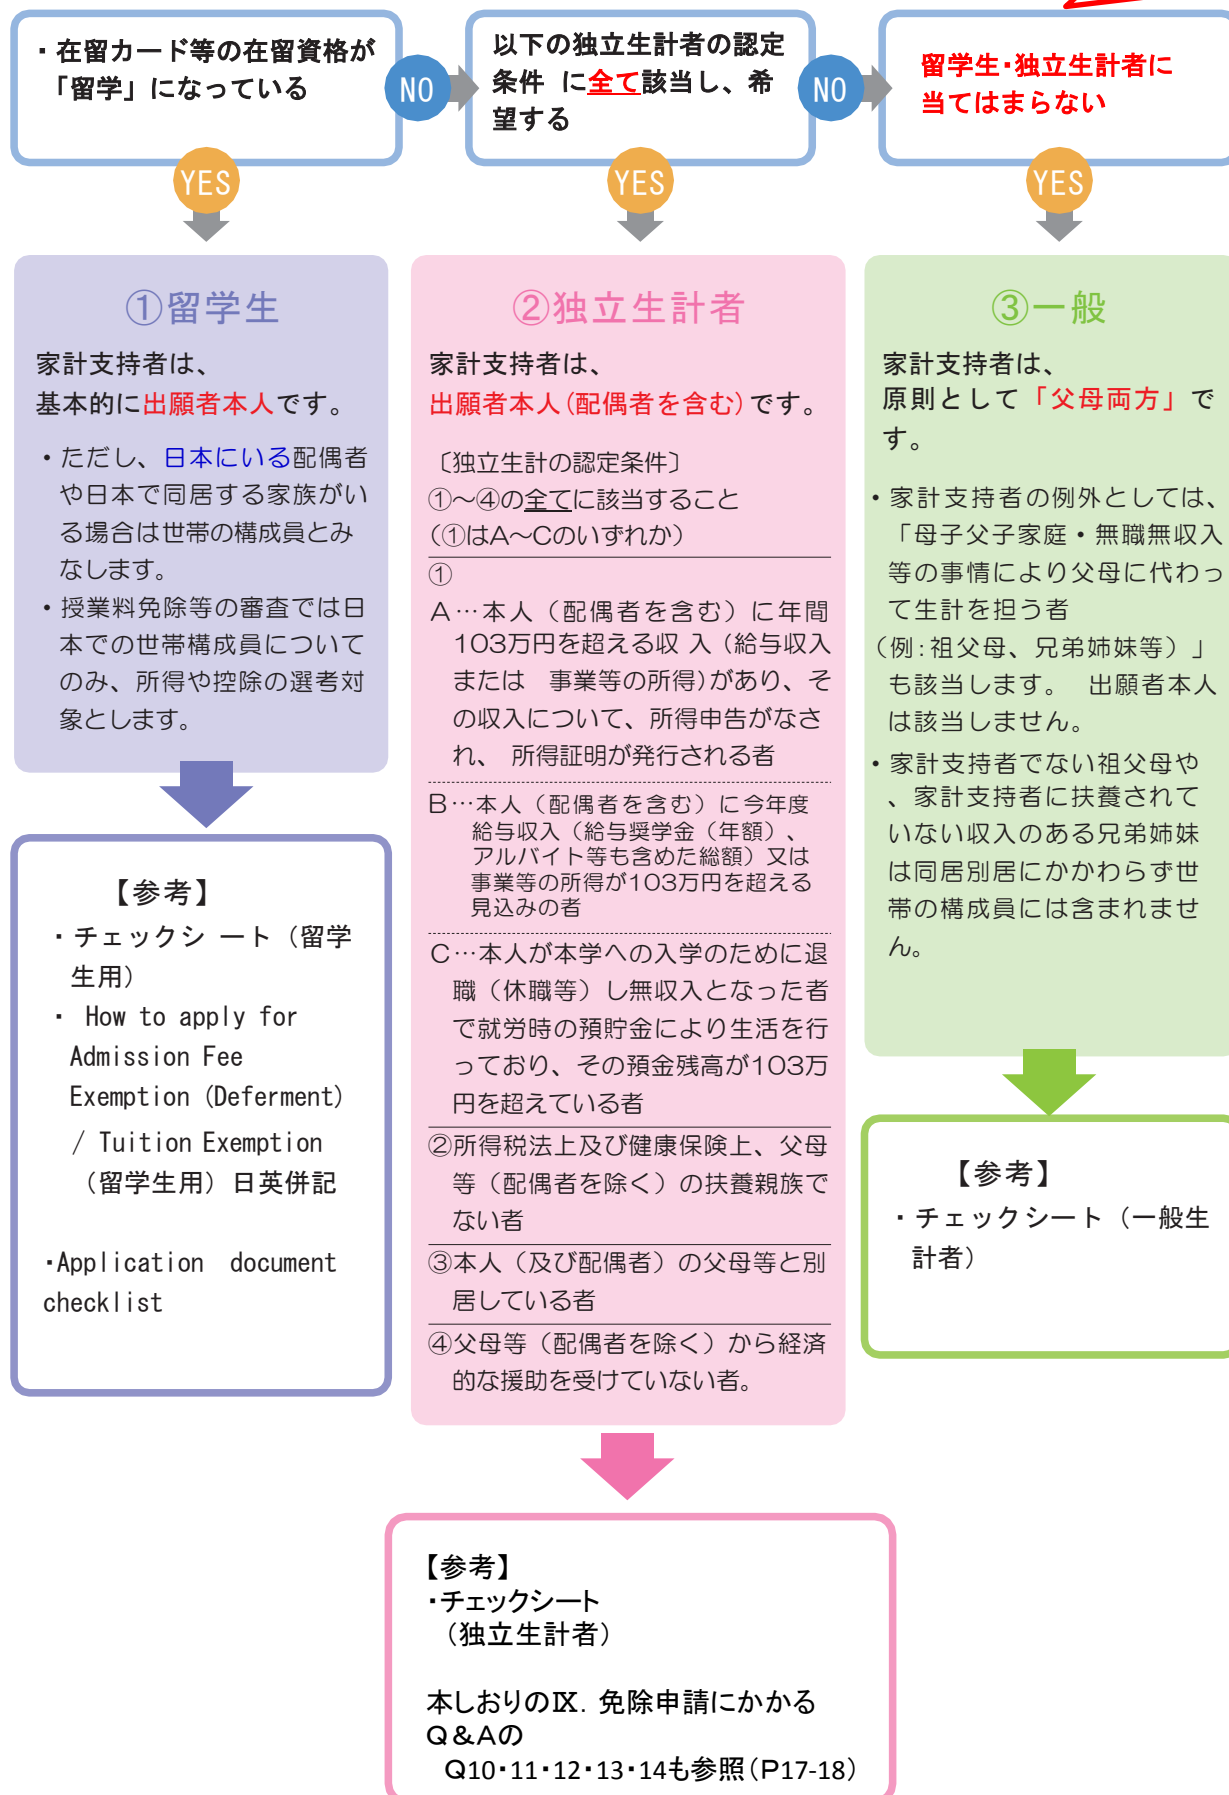 ・在留カード等の在留資格が
「留学」になっている
NO
以下の独立生計者の認定
条件 に全て該当し、希
望する
NO
留学生・独立生計者に
当てはまらない
YES
YES
YES
①留学生
家計支持者は、
基本的に出願者本人です。
・ただし、日本にいる配偶者
や日本で同居する家族がい
る場合は世帯の構成員とみ
なします。
・授業料免除等の審査では日
本での世帯構成員について
のみ、所得や控除の選考対
象とします。
【参考】
・チェックシ ート（留学
生用）
・ How to apply for
Admission Fee
Exemption (Deferment)
/ Tuition Exemption
（留学生用）日英併記
・Application document
checklist
②独立生計者
家計支持者は、
出願者本人（配偶者を含む）です。
〔独立生計の認定条件〕
①～④の全てに該当すること
（①はA～Cのいずれか）
①
A…本人（配偶者を含む）に年間
103万円を超える収 入（給与収入
または 事業等の所得）があり、そ
の収入について、所得申告がなさ
れ、 所得証明が発行される者
B…本人（配偶者を含む）に今年度
給与収入（給与奨学金（年額）、
アルバイト等も含めた総額）又は
事業等の所得が103万円を超える
見込みの者
C…本人が本学への入学のために退
職（休職等）し無収入となった者
で就労時の預貯金により生活を行
っており、その預金残高が103万
円を超えている者
②所得税法上及び健康保険上、父母
等（配偶者を除く）の扶養親族で
ない者
③本人（及び配偶者）の父母等と別
居している者
④父母等（配偶者を除く）から経済
的な援助を受けていない者。
【参考】
・チェックシート
（独立生計者）
本しおりのⅨ．免除申請にかかる
Q＆Aの
Q10・11・12・13・14も参照（P17-18）
③一般
家計支持者は、
原則として「父母両方」で
す。
・家計支持者の例外としては、
「母子父子家庭・無職無収入
等の事情により父母に代わっ
て生計を担う者
（例：祖父母、兄弟姉妹等）」
も該当します。 出願者本人
は該当しません。
・家計支持者でない祖父母や
、家計支持者に扶養されて
いない収入のある兄弟姉妹
は同居別居にかかわらず世
帯の構成員には含まれませ
ん。
【参考】
・チェックシート（一般生
計者）